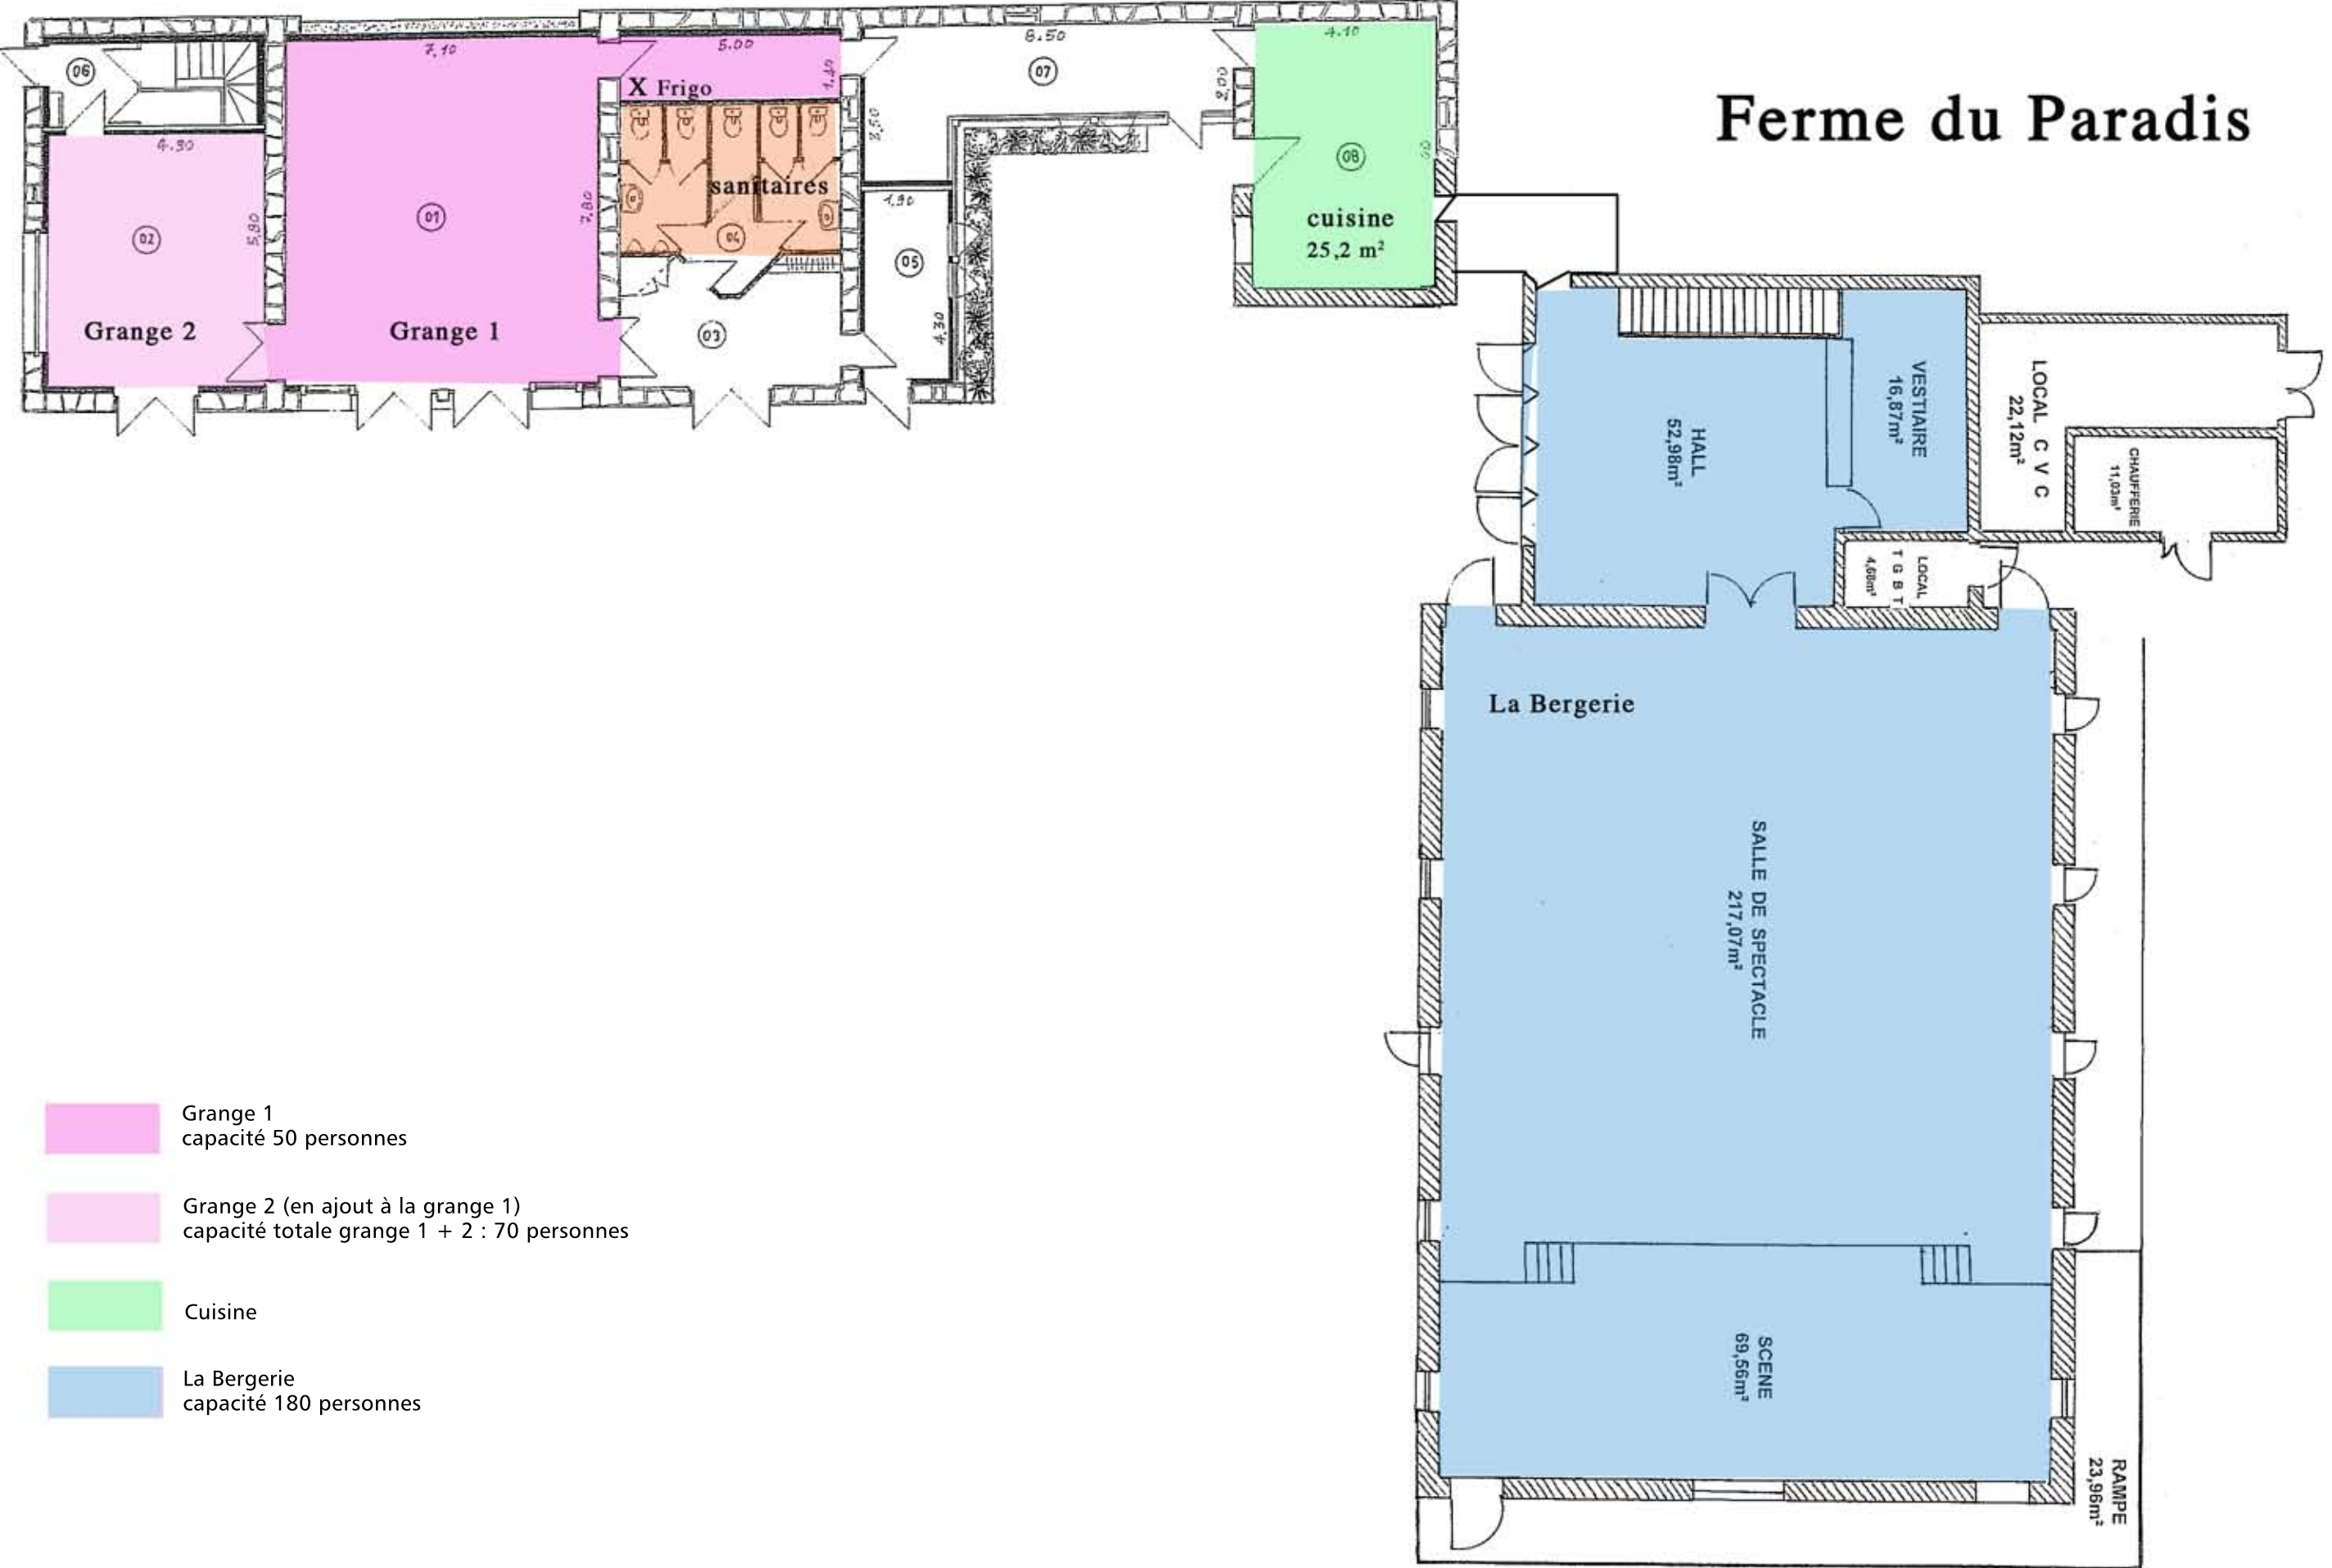 Ferme du Paradis
06
7,10
5.00
X Frigo
1,40
8.50
07
2,00
4.10
4.90
02
5,80
Grange 2
01
7,80
Grange 1
sanitaires
04
03
1,90
05
4,30
08
cuisine
25,2 m²
HALL
52,98m²
VESTIAIRE
16,87m²
LOCAL C V C
22,12m²
CHAUFFERIE
11,03m²
LOCAL
T G B T
4,68m²
La Bergerie
SALLE DE SPECTACLE
217,07m²
SCENE
69,56m²
RAMPE
23,96m²
Grange 1
capacité 50 personnes
Grange 2 (en ajout à la grange 1)
capacité totale grange 1 + 2 : 70 personnes
Cuisine
La Bergerie
capacité 180 personnes